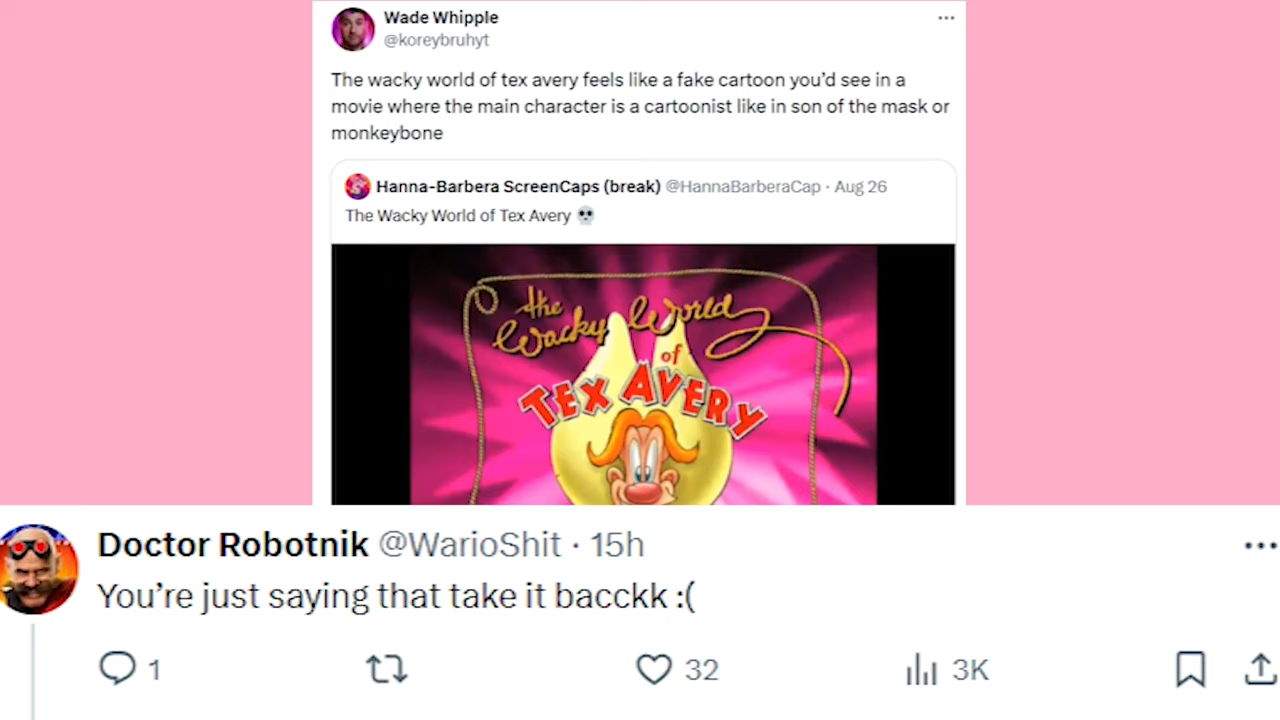 Wade Whipple
@koreybruhyt
The wacky world of tex avery feels like a fake cartoon you’d see in a
movie where the main character is a cartoonist like in son of the mask or
monkeybone
Hanna-Barbera ScreenCaps (break) @HannaBarberaCap · Aug 26
The Wacky World of Tex Avery 💀
the
Wacky World
of
TEX AVERY
Doctor Robotnik @WarioShit · 15h
You’re just saying that take it bacckk :(
1
32
3K